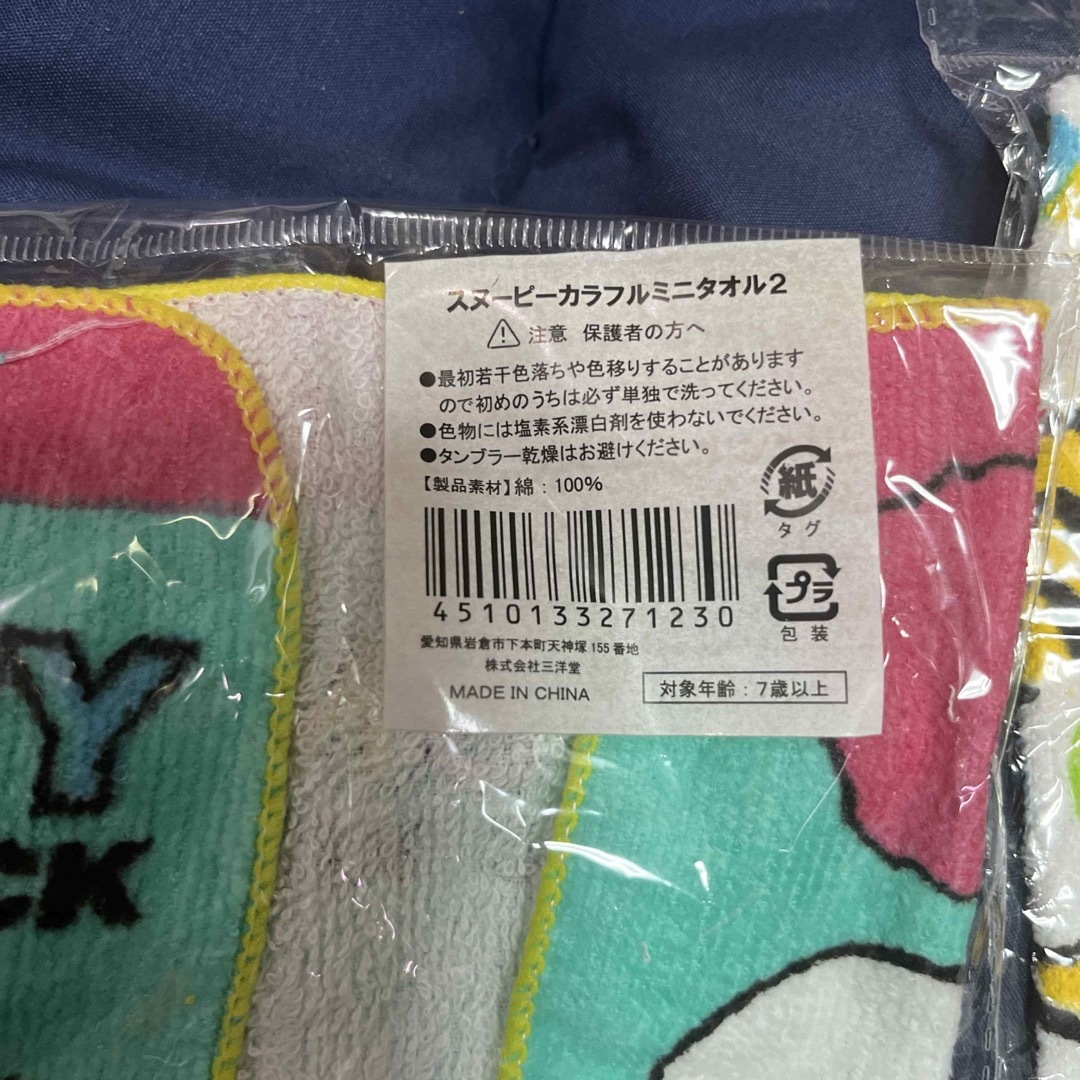 スヌーピーカラフルミニタオル2
注意 保護者の方へ
●最初若干色落ちや色移りすることがあります
ので初めのうちは必ず単独で洗ってください。
●色物には塩素系漂白剤を使わないでください。
●タンブラー乾燥はお避けください。
【製品素材】綿：100%
紙
タグ
4510133271230
プラ
包装
愛知県岩倉市下本町天神塚155番地
株式会社三洋堂
MADE IN CHINA
対象年齢：7歳以上
Y
CK